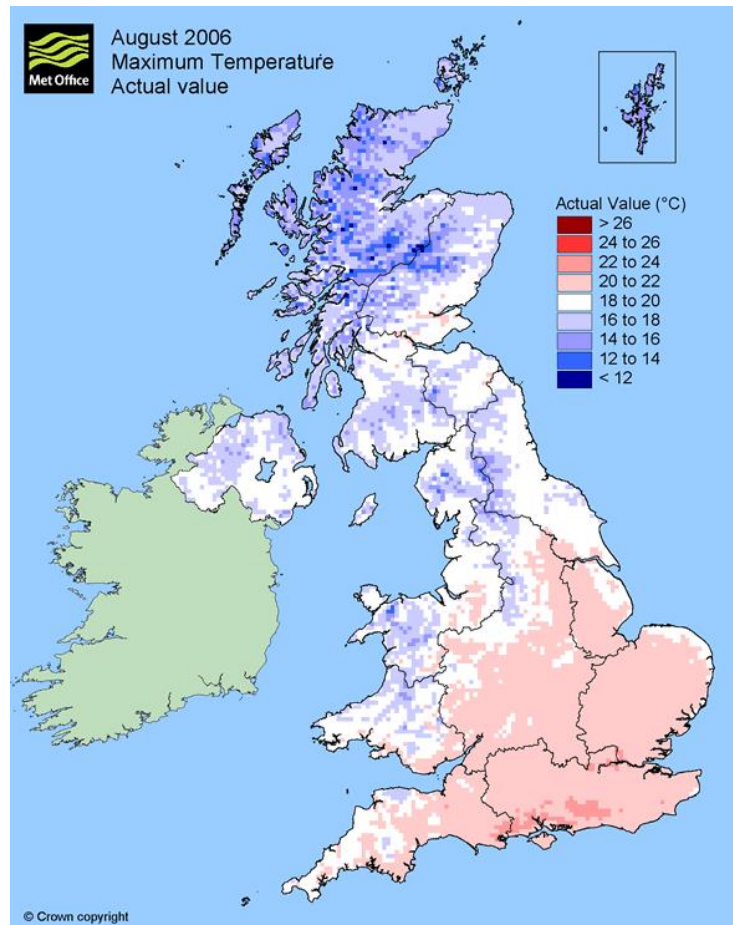 Met Office
August 2006
Maximum Temperature
Actual value
Actual Value (°C)
> 26
24 to 26
22 to 24
20 to 22
18 to 20
16 to 18
14 to 16
12 to 14
< 12
© Crown copyright